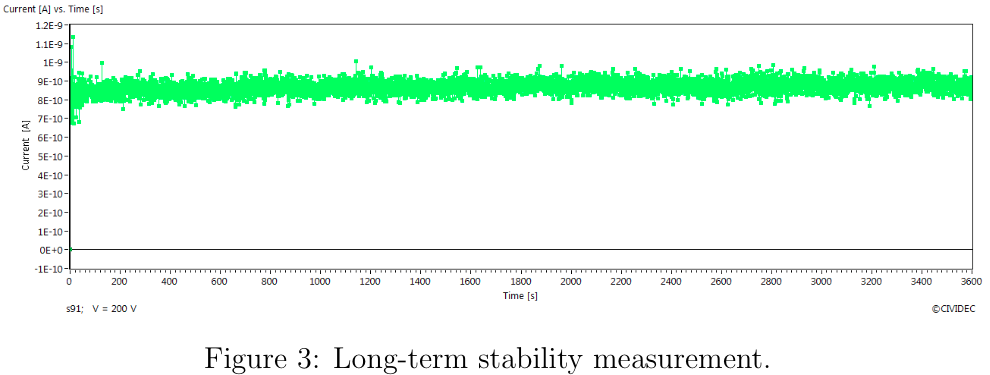 Current [A] vs. Time [s]
1.2E-9
1.1E-9
1E-9
9E-10
8E-10
7E-10
6E-10
5E-10
4E-10
3E-10
2E-10
1E-10
0E+0
-1E-10
Current [A]
0 200 400 600 800 1000 1200 1400 1600 1800 2000 2200 2400 2600 2800 3000 3200 3400 3600
Time [s]
s91; V = 200 V
©CIVIDEC
Figure 3: Long-term stability measurement.